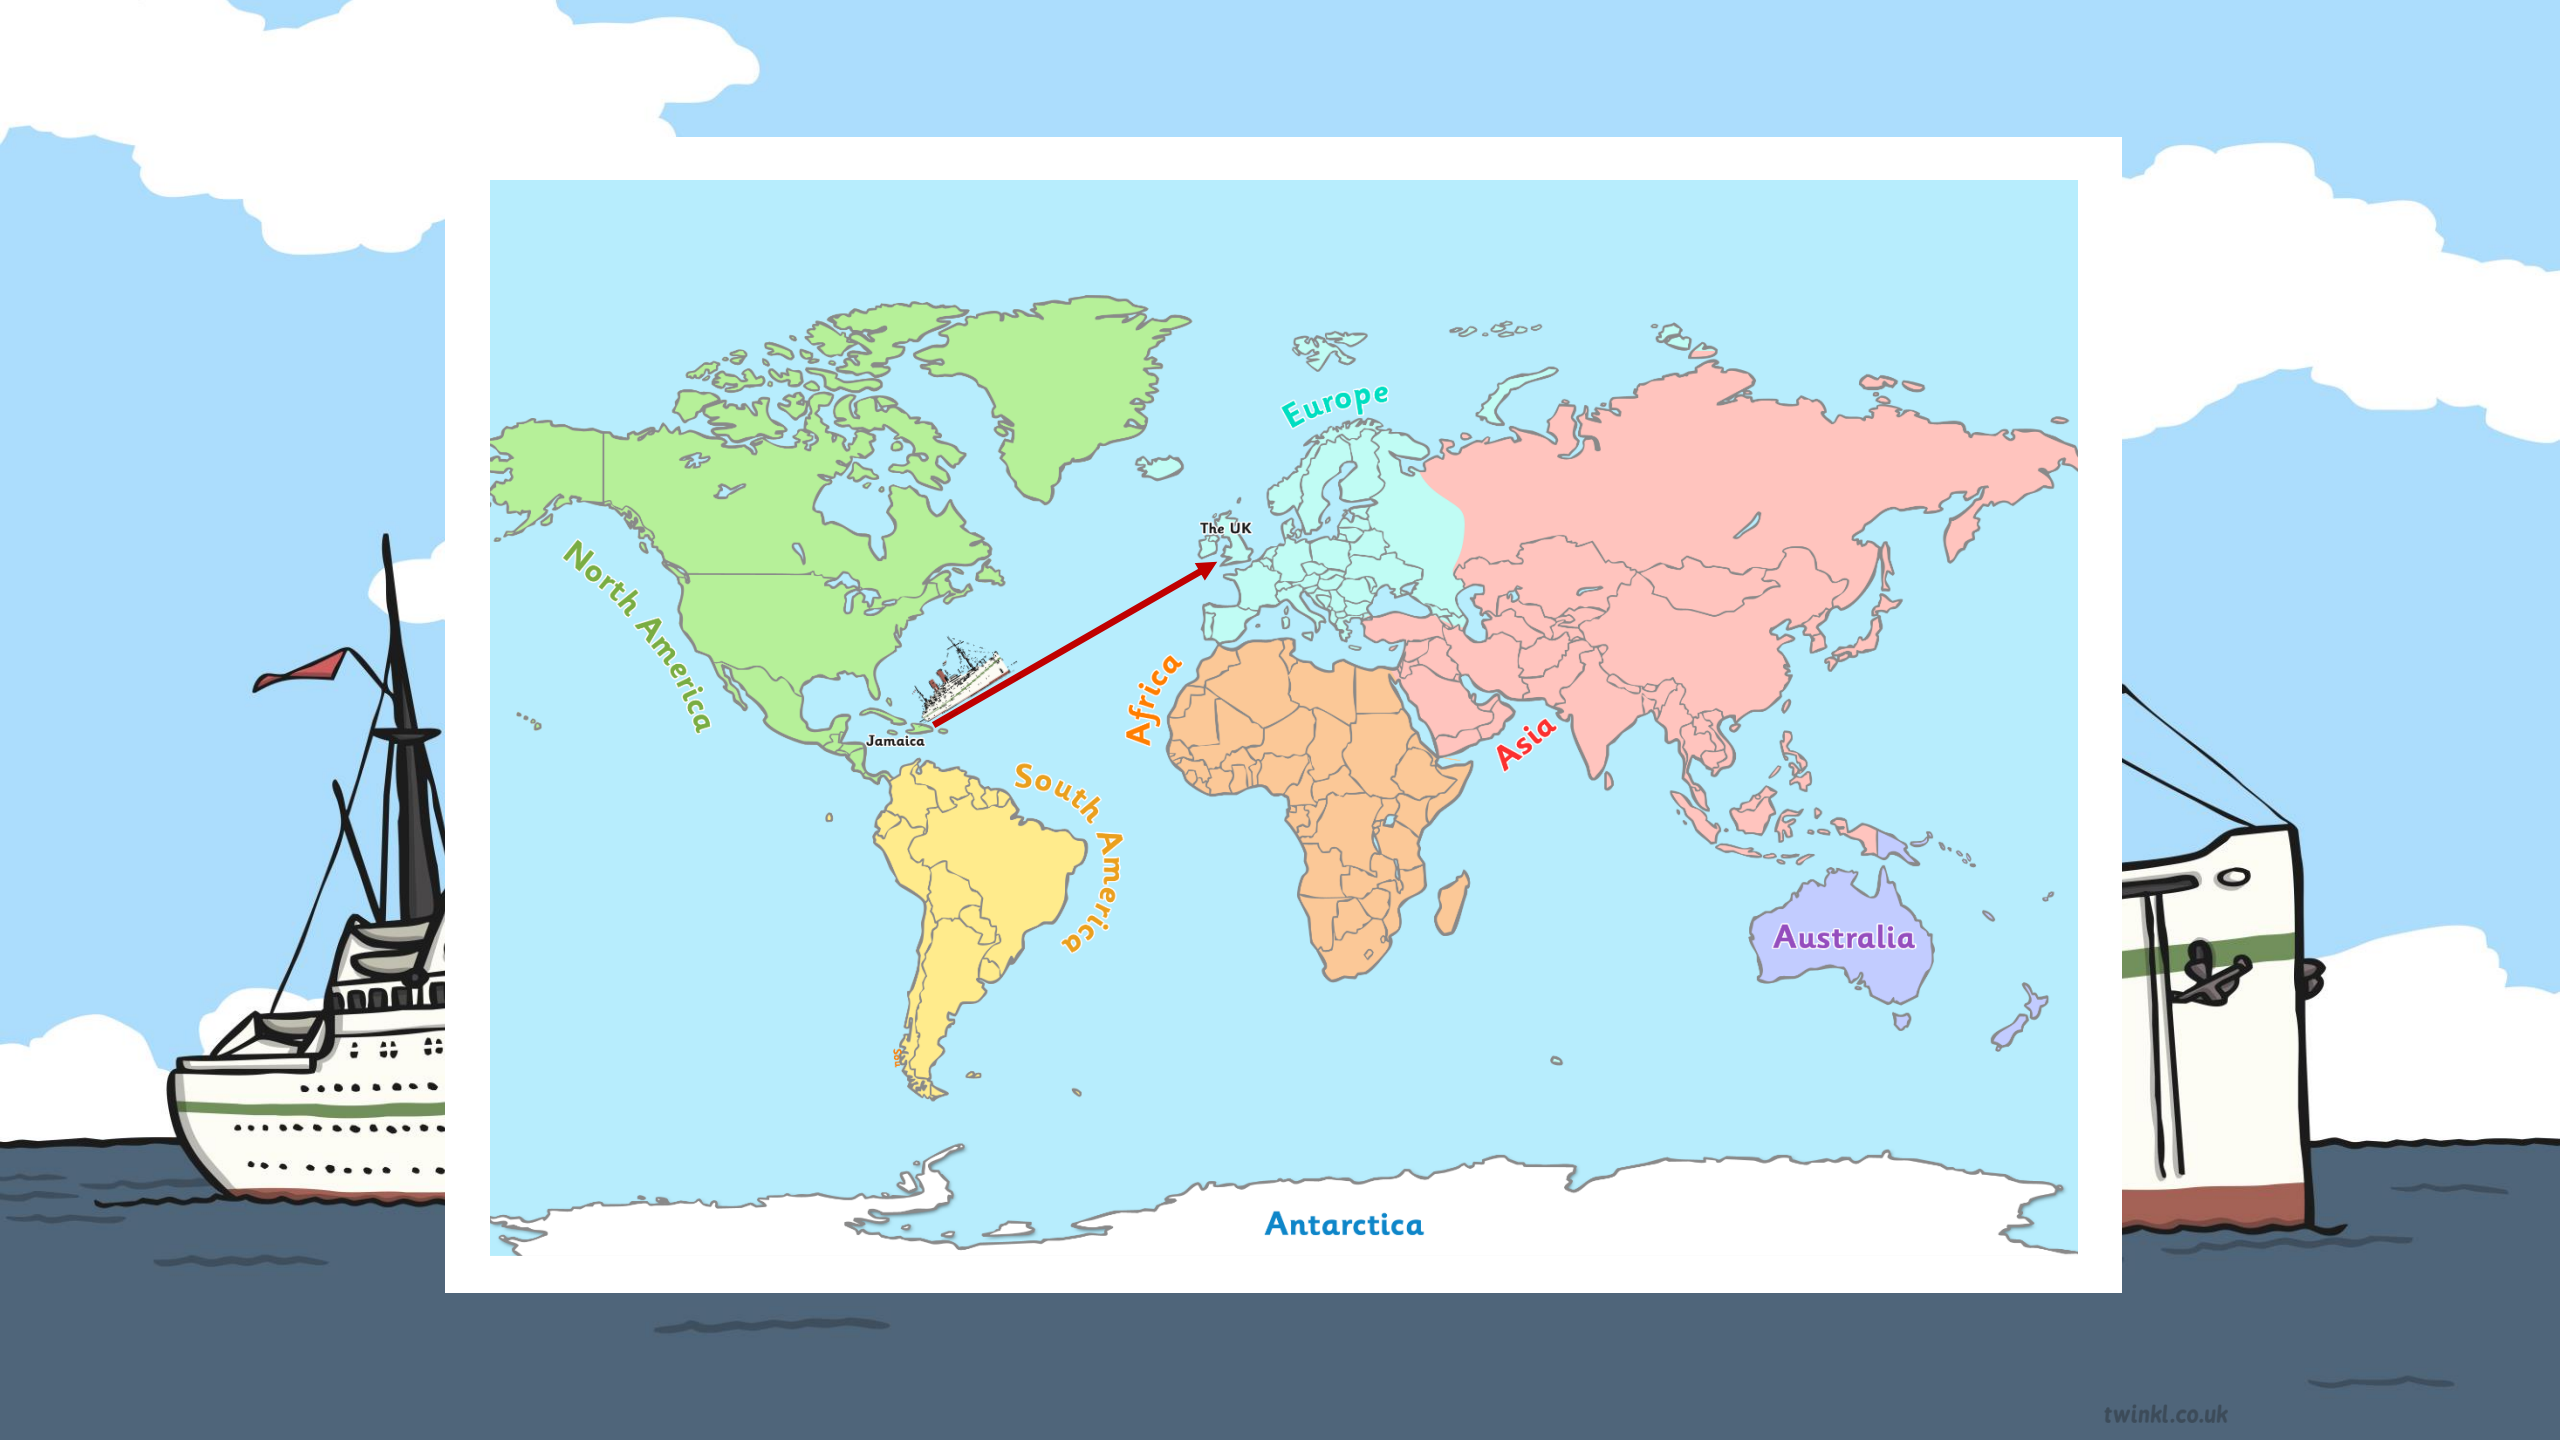 Europe
The UK
North America
Africa
Asia
Jamaica
South America
Australia
Antarctica
twinkl.co.uk